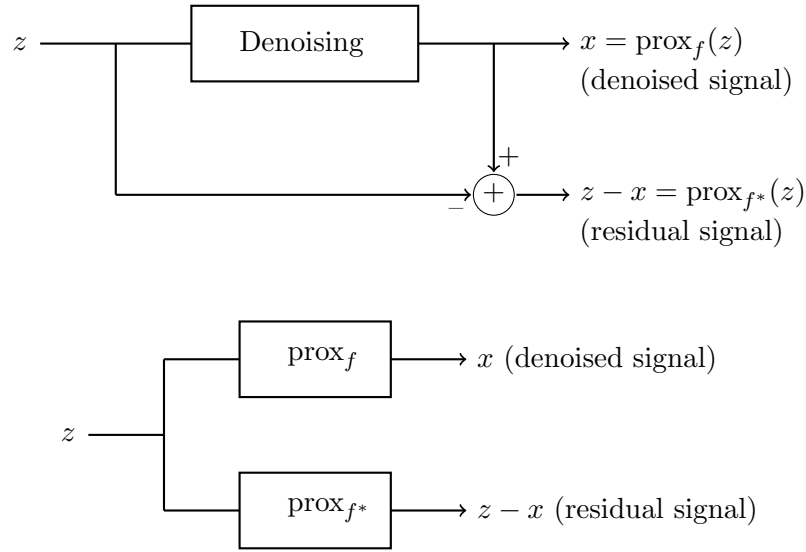 z
Denoising
x = prox_f(z)
(denoised signal)
+
− +
z − x = prox_{f*}(z)
(residual signal)
prox_f
x (denoised signal)
z
prox_{f*}
z − x (residual signal)